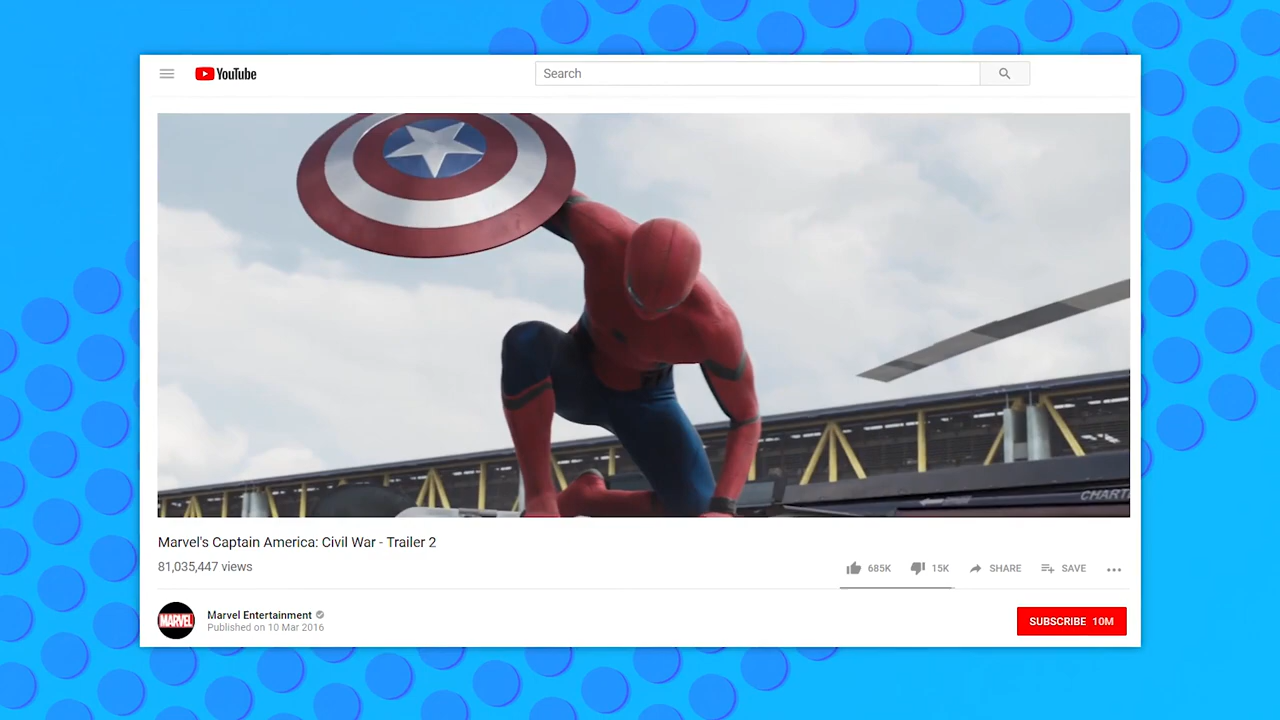 YouTube
Search
CHART
Marvel's Captain America: Civil War - Trailer 2
81,035,447 views
685K
15K
SHARE
SAVE
MARVEL
Marvel Entertainment
Published on 10 Mar 2016
SUBSCRIBE 10M